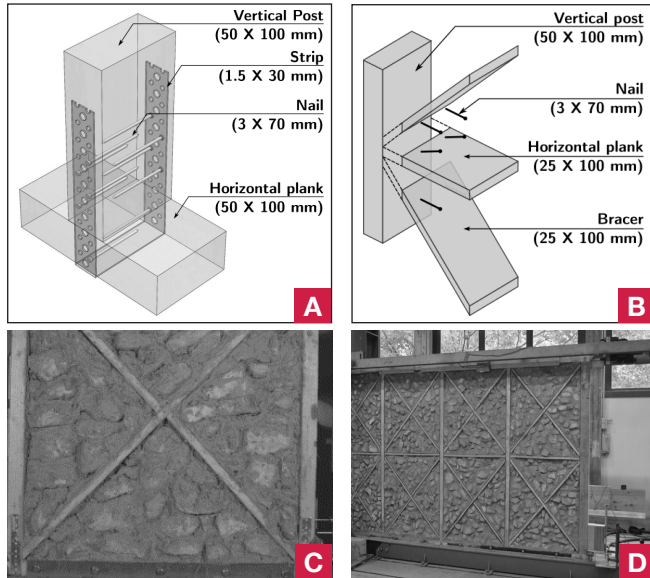 Vertical Post
(50 X 100 mm)
Strip
(1.5 X 30 mm)
Nail
(3 X 70 mm)
Horizontal plank
(50 X 100 mm)
A
Vertical post
(50 X 100 mm)
Nail
(3 X 70 mm)
Horizontal plank
(25 X 100 mm)
Bracer
(25 X 100 mm)
B
C
D